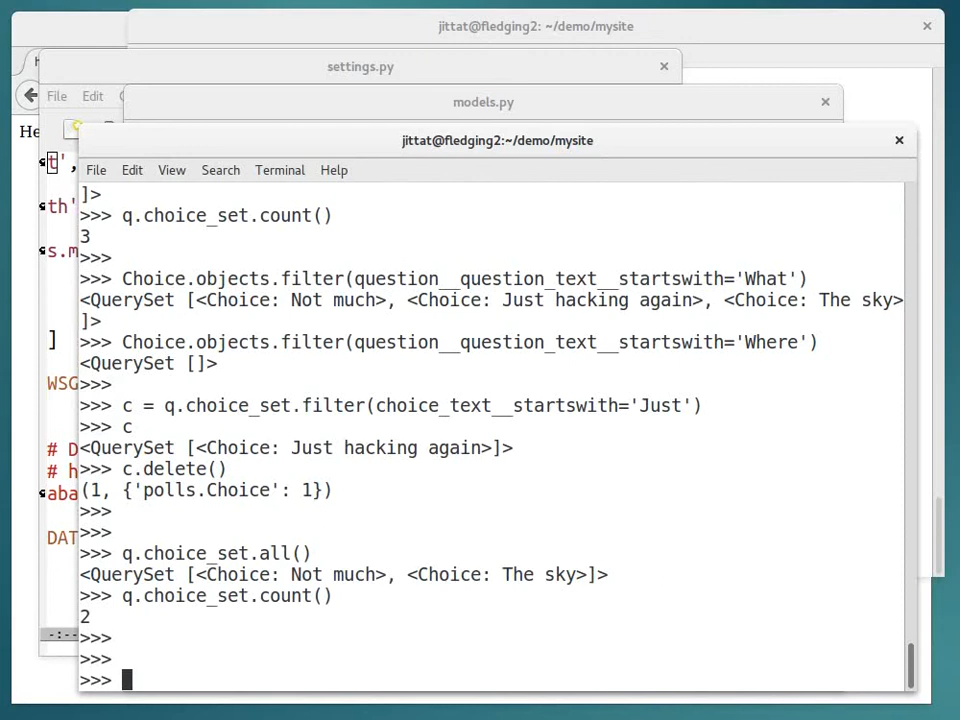 jittat@fledging2: ~/demo/mysite
settings.py
File Edit
models.py
He
jittat@fledging2:~/demo/mysite
File Edit View Search Terminal Help
t',
th'
s.m
]
WSG
# D
# h
aba
DAT
-:--
]>
>>> q.choice_set.count()
3
>>>
>>> Choice.objects.filter(question__question_text__startswith='What')
<QuerySet [<Choice: Not much>, <Choice: Just hacking again>, <Choice: The sky>
]>
>>> Choice.objects.filter(question__question_text__startswith='Where')
<QuerySet []>
>>>
>>> c = q.choice_set.filter(choice_text__startswith='Just')
>>> c
<QuerySet [<Choice: Just hacking again>]>
>>> c.delete()
(1, {'polls.Choice': 1})
>>>
>>>
>>> q.choice_set.all()
<QuerySet [<Choice: Not much>, <Choice: The sky>]>
>>> q.choice_set.count()
2
>>>
>>>
>>>